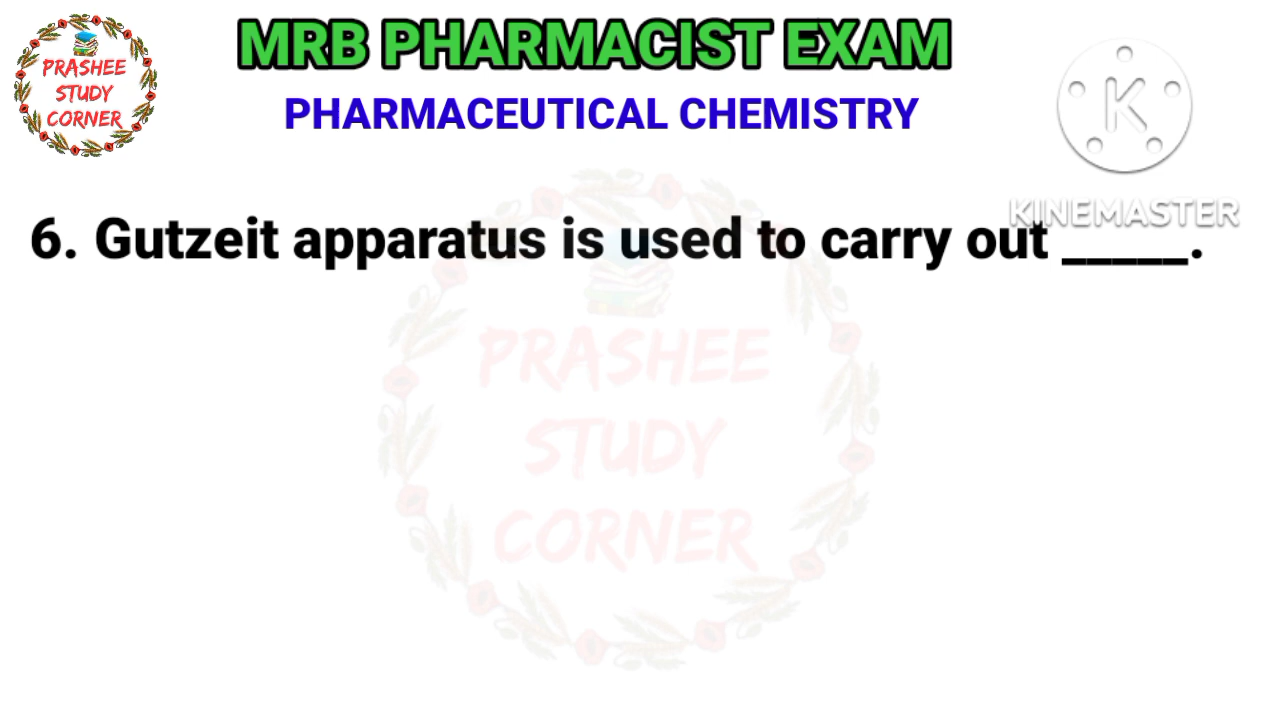 MRB PHARMACIST EXAM
PHARMACEUTICAL CHEMISTRY
PRASHEE
STUDY
CORNER
K
KINEMASTER
6. Gutzeit apparatus is used to carry out _____.
PRASHEE
STUDY
CORNER